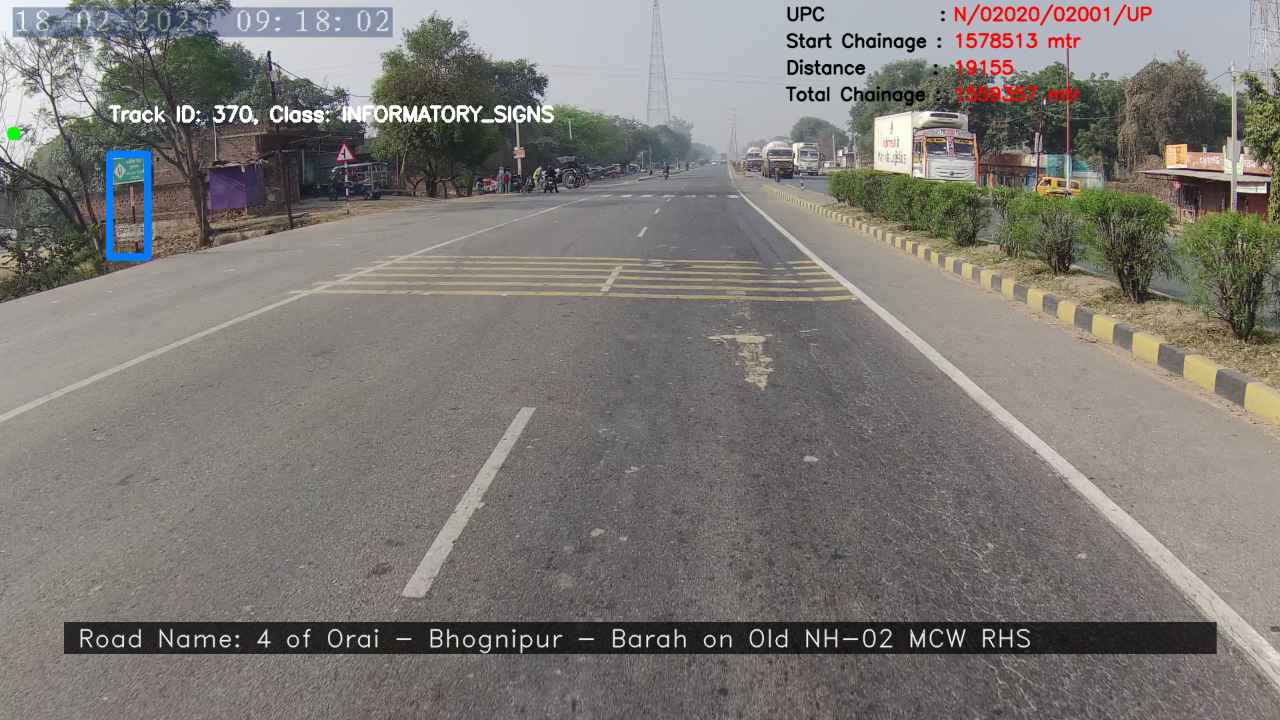 18-02-2025 09:18:02
UPC : N/02020/02001/UP
Start Chainage : 1578513 mtr
Distance : 19155
Total Chainage : 1559357 mtr
Track ID: 370, Class: INFORMATORY_SIGNS
Road Name: 4 of Orai - Bhognipur - Barah on Old NH-02 MCW RHS